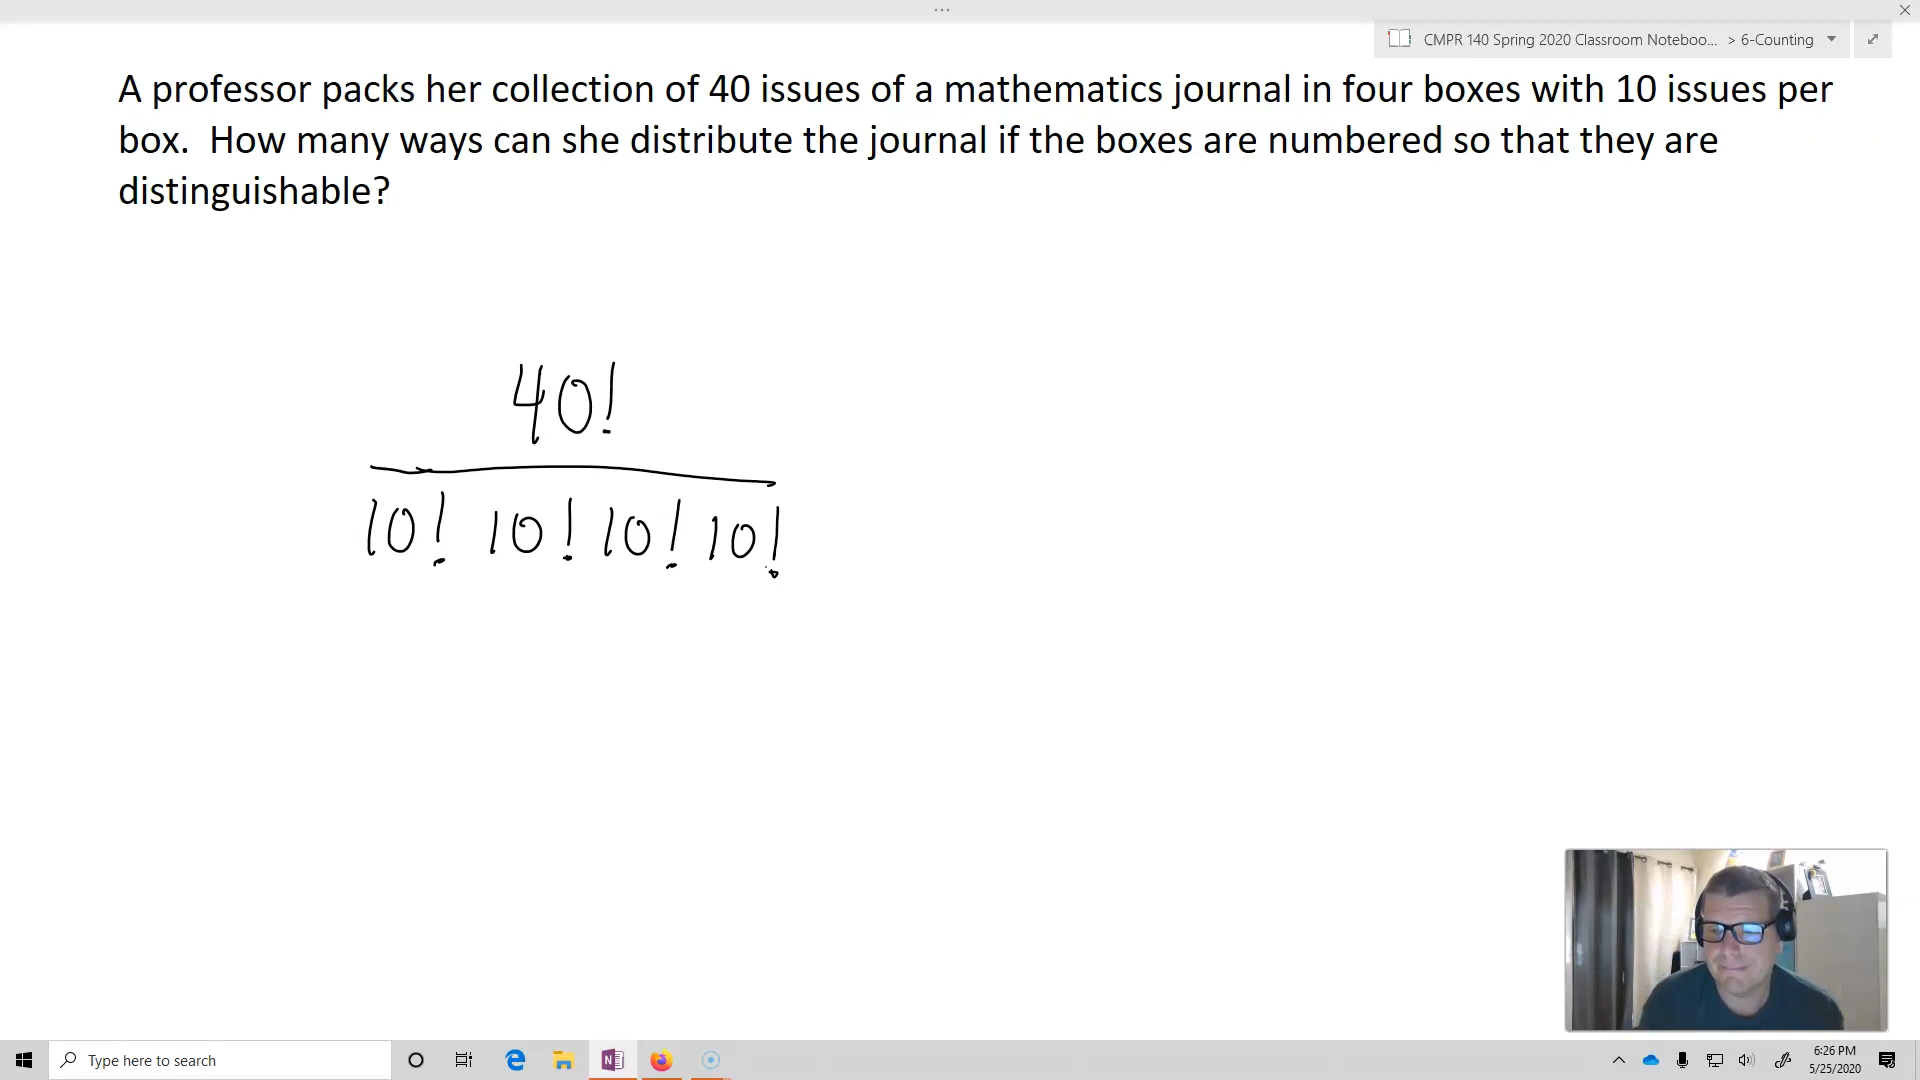 CMPR 140 Spring 2020 Classroom Noteboo... > 6-Counting
A professor packs her collection of 40 issues of a mathematics journal in four boxes with 10 issues per
box.  How many ways can she distribute the journal if the boxes are numbered so that they are
distinguishable?
40!
10! 10! 10! 10!
Type here to search
6:26 PM
5/25/2020